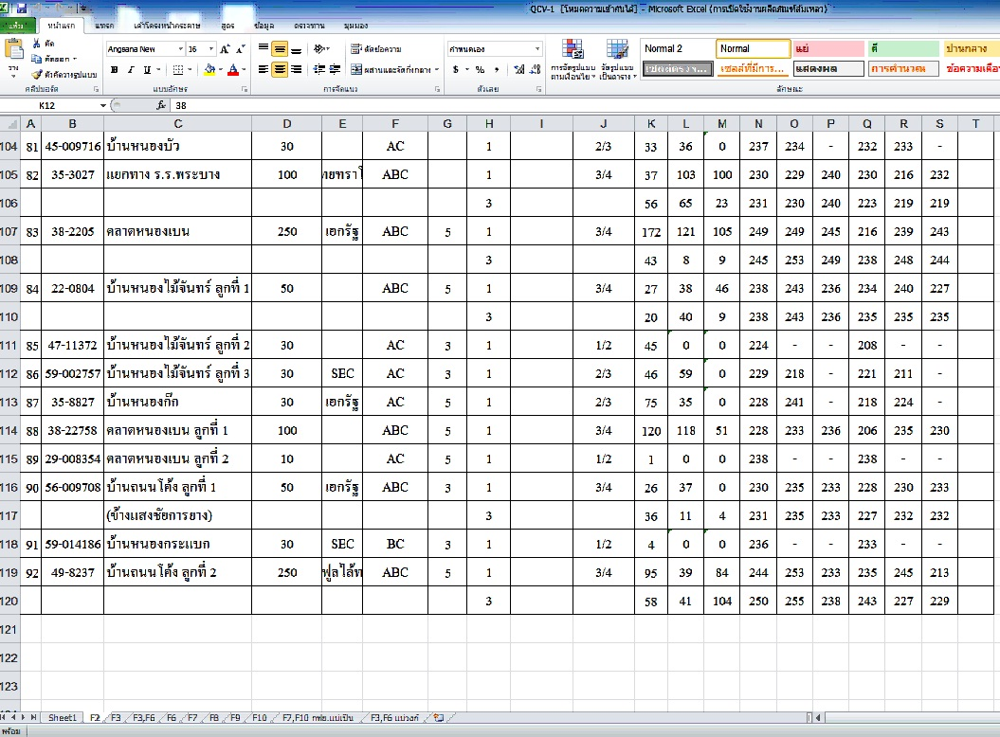 QCV-1 [โหมดความเข้ากันได้] - Microsoft Excel (การเปิดใช้งานผลิตภัณฑ์ล้มเหลว)
แฟ้ม หน้าแรก แทรก เค้าโครงหน้ากระดาษ สูตร ข้อมูล ตรวจทาน มุมมอง
ตัด
คัดลอก
ตัวคัดวางรูปแบบ
วาง
คลิปบอร์ด
Angsana New 16
B I U
แบบอักษร
ตัดข้อความ
ผสานและจัดกึ่งกลาง
การจัดแนว
กำหนดเอง
$ % ,
ตัวเลข
การจัดรูปแบบตามเงื่อนไข
จัดรูปแบบเป็นตาราง
Normal 2 Normal แย่ ดี ปานกลาง
เซลล์ตรวจส... เซลล์ที่มีการ... แสดงผล การคำนวณ
ลักษณะ
K12 fx 38
A B C D E F G H I J K L M N O P Q R S T
104 81 45-009716 บ้านหนองบัว 30 AC 1 2/3 33 36 0 237 234 - 232 233 -
105 82 35-3027 แยกทาง ร.ร.พระบาง 100 ABC 1 3/4 37 103 100 230 229 240 230 216 232
106 3 56 65 23 231 230 240 223 219 219
107 83 38-2205 ตลาดหนองเบน 250 เอกรัฐ ABC 5 1 3/4 172 121 105 249 249 245 216 239 243
108 3 43 8 9 245 253 249 238 248 244
109 84 22-0804 บ้านหนองไม้จันทร์ ลูกที่ 1 50 ABC 5 1 3/4 27 38 46 238 243 236 234 240 227
110 3 20 40 9 238 243 236 235 235 235
111 85 47-11372 บ้านหนองไม้จันทร์ ลูกที่ 2 30 AC 3 1 1/2 45 0 0 224 - - 208 - -
112 86 59-002757 บ้านหนองไม้จันทร์ ลูกที่ 3 30 SEC AC 3 1 2/3 46 59 0 229 218 - 221 211 -
113 87 35-8827 บ้านหนองก๊ก 30 เอกรัฐ AC 5 1 2/3 75 35 0 228 241 - 218 224 -
114 88 38-22758 ตลาดหนองเบน ลูกที่ 1 100 ABC 5 1 3/4 120 118 51 228 233 236 206 235 230
115 89 29-008354 ตลาดหนองเบน ลูกที่ 2 10 AC 5 1 1/2 1 0 0 238 - - 238 - -
116 90 56-009708 บ้านถนนโค้ง ลูกที่ 1 50 เอกรัฐ ABC 3 1 3/4 26 37 0 230 235 233 228 230 233
117 (ข้างแสงชัยการยาง) 3 36 11 4 231 235 233 227 232 232
118 91 59-014186 บ้านหนองกระแบก 30 SEC BC 3 1 1/2 4 0 0 236 - - 233 - -
119 92 49-8237 บ้านถนนโค้ง ลูกที่ 2 250 ABC 5 1 3/4 95 39 84 244 253 233 235 245 213
120 3 58 41 104 250 255 238 243 227 229
121
122
123
Sheet1 F2 F3 F3,F6 F6 F7 F8 F9 F10 F7,F10 กฟย.แม่เปิน F3,F6 แม่วงก์
พร้อม